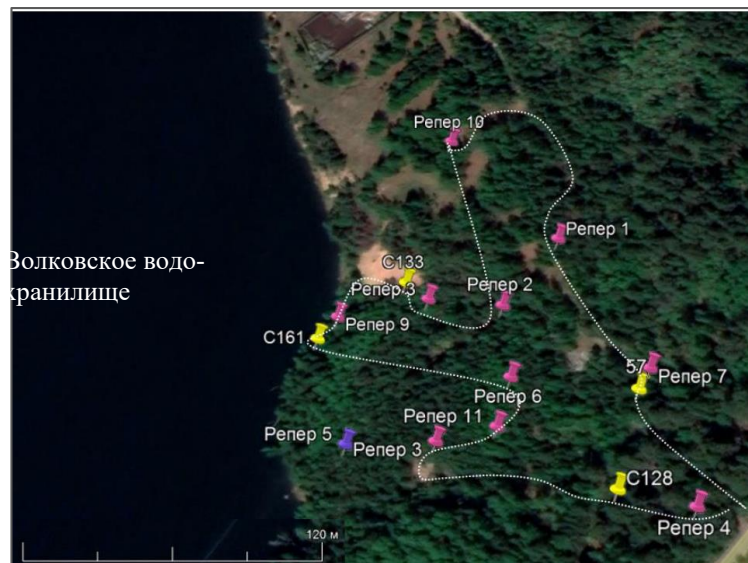 Репер 10
Репер 1
Волковское водо-
хранилище
С133
Репер 3
Репер 2
Репер 9
С161
57
Репер 7
Репер 6
Репер 11
Репер 5
Репер 3
С128
Репер 4
120 м